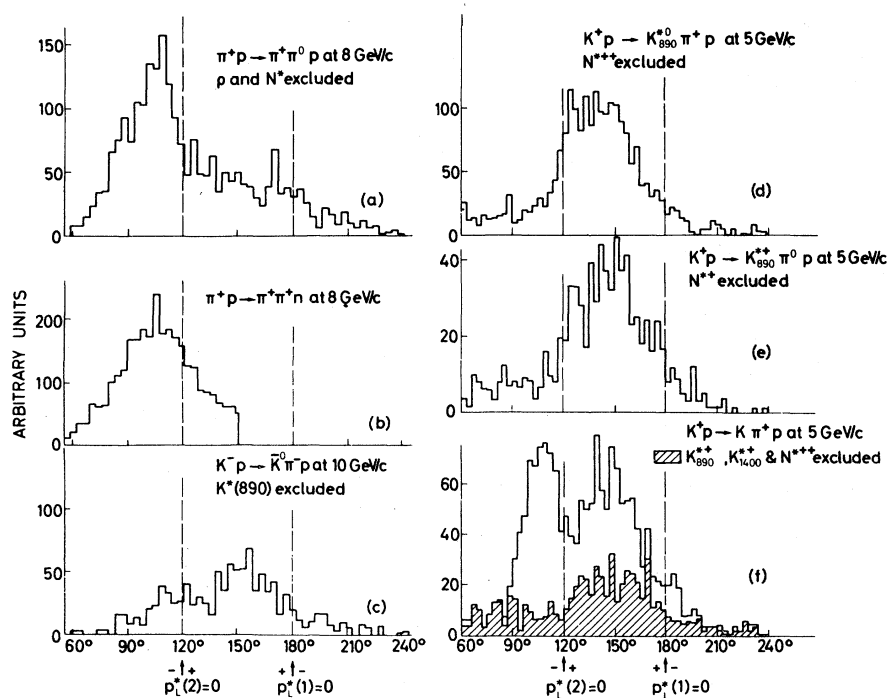 ARBITRARY UNITS
150
100
50
0
π⁺p → π⁺π⁰ p at 8 GeV/c
ρ and N* excluded
(a)
200
100
0
π⁺p → π⁺π⁺n at 8 GeV/c
(b)
100
50
0
K⁻p → K̄⁰π⁻p at 10 GeV/c
K*(890) excluded
(c)
60° 90° 120° 150° 180° 210° 240°
- + + -
p*L(2)=0 p*L(1)=0
100
50
0
K⁺p → K*⁰890 π⁺ p at 5 GeV/c
N*⁺⁺ excluded
(d)
40
20
0
K⁺p → K*⁺890 π⁰ p at 5 GeV/c
N*⁺ excluded
(e)
60
40
20
0
K⁺p → K π⁺ p at 5 GeV/c
K*⁺890 , K*⁺1400 & N*⁺⁺ excluded
(f)
60° 90° 120° 150° 180° 210° 240°
- + + -
p*L(2)=0 p*L(1)=0